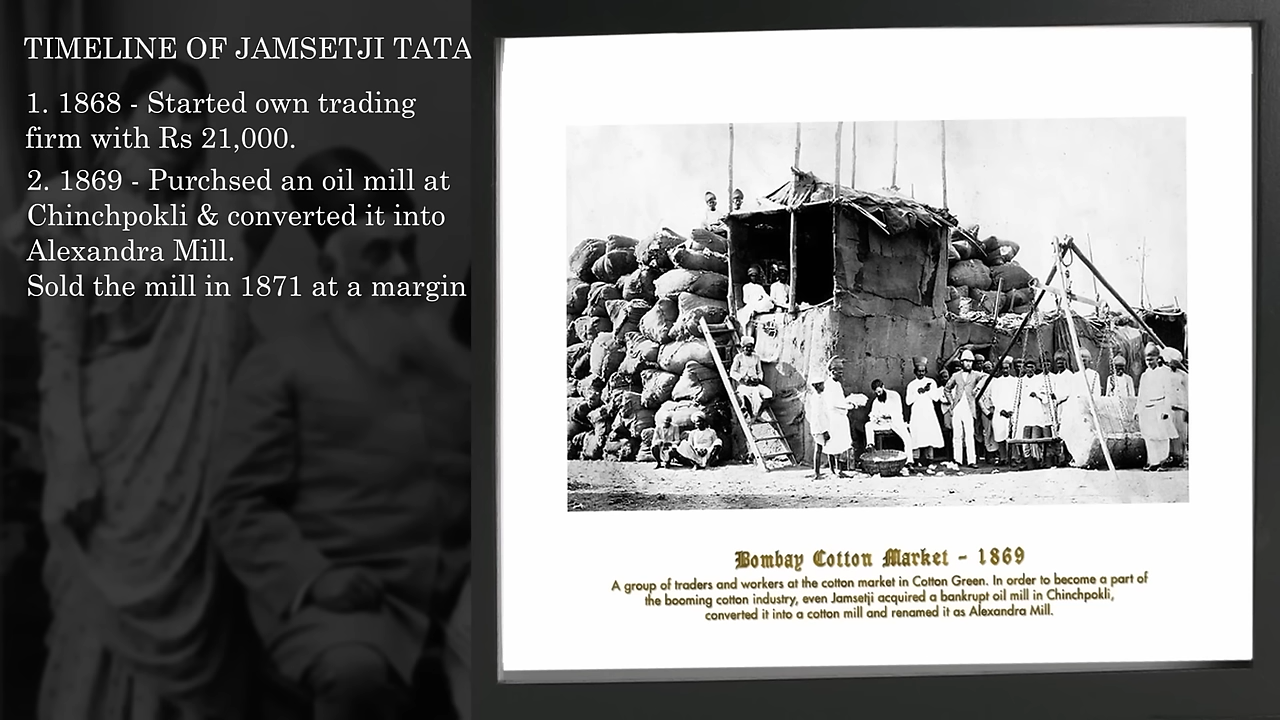 TIMELINE OF JAMSETJI TATA
1. 1868 - Started own trading
firm with Rs 21,000.
2. 1869 - Purchsed an oil mill at
Chinchpokli & converted it into
Alexandra Mill.
Sold the mill in 1871 at a margin
Bombay Cotton Market - 1869
A group of traders and workers at the cotton market in Cotton Green. In order to become a part of
the booming cotton industry, even Jamsetji acquired a bankrupt oil mill in Chinchpokli,
converted it into a cotton mill and renamed it as Alexandra Mill.